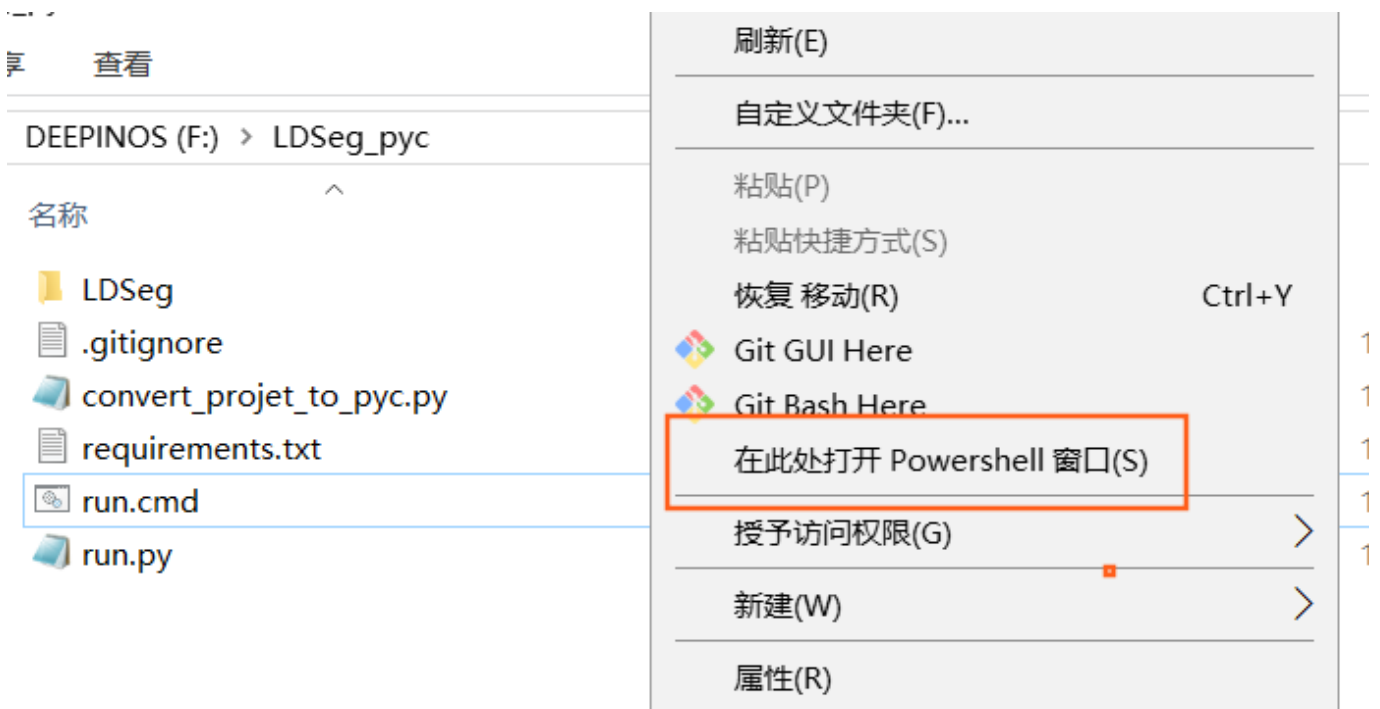 享 查看
DEEPINOS (F:) > LDSeg_pyc
名称
LDSeg
.gitignore
convert_projet_to_pyc.py
requirements.txt
run.cmd
run.py
刷新(E)
自定义文件夹(F)...
粘贴(P)
粘贴快捷方式(S)
恢复 移动(R) Ctrl+Y
Git GUI Here
Git Bash Here
在此处打开 Powershell 窗口(S)
授予访问权限(G)
新建(W)
属性(R)